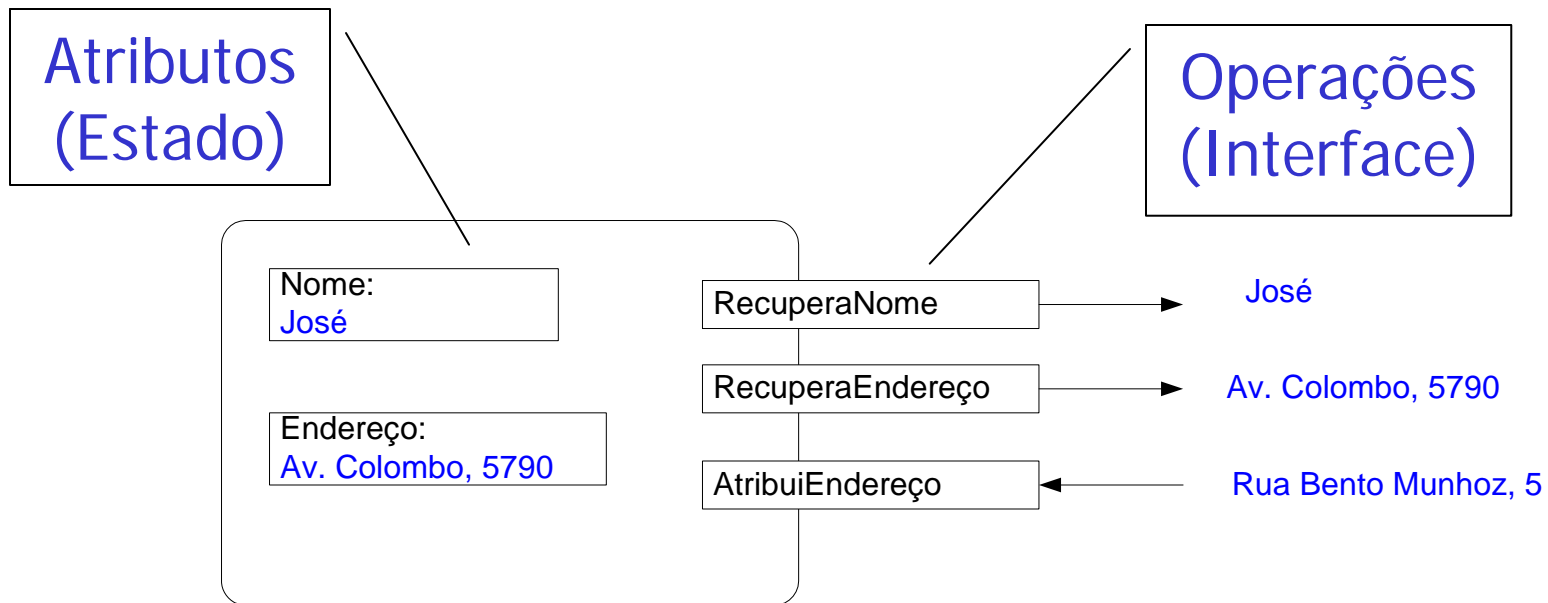 Atributos
(Estado)
Operações
(Interface)
Nome:
José
Endereço:
Av. Colombo, 5790
RecuperaNome
José
RecuperaEndereço
Av. Colombo, 5790
AtribuiEndereço
Rua Bento Munhoz, 5